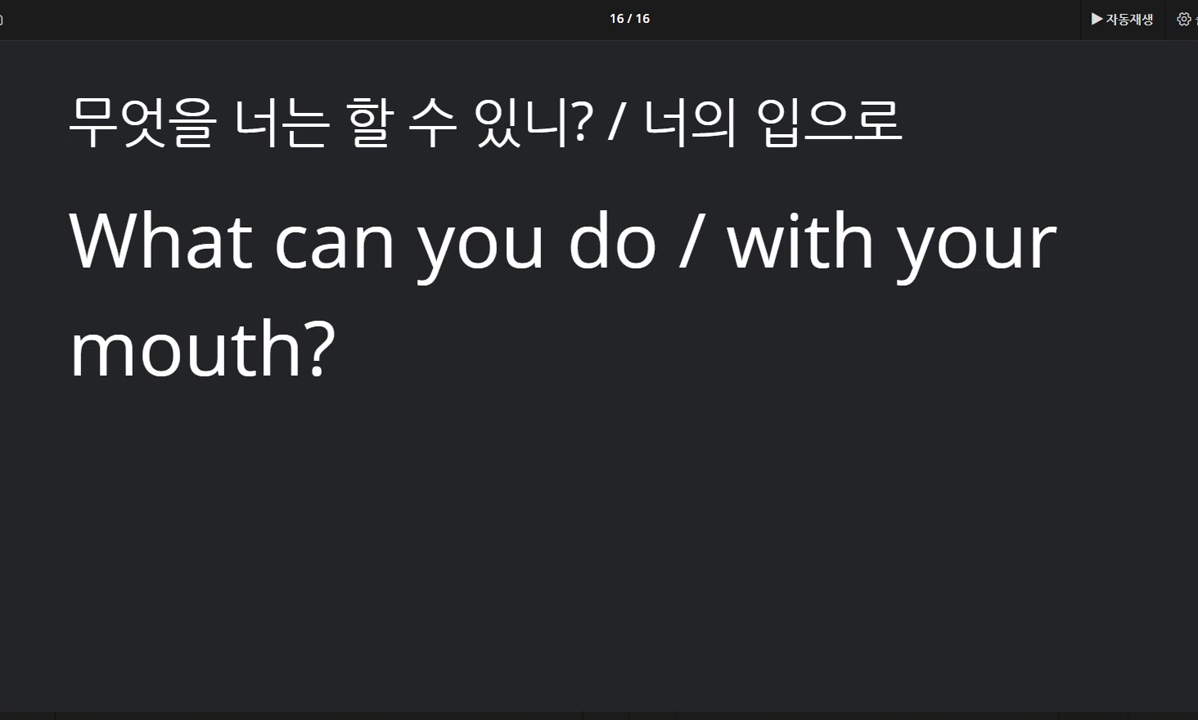 16 / 16
▶ 자동재생
무엇을 너는 할 수 있니? / 너의 입으로
What can you do / with your
mouth?